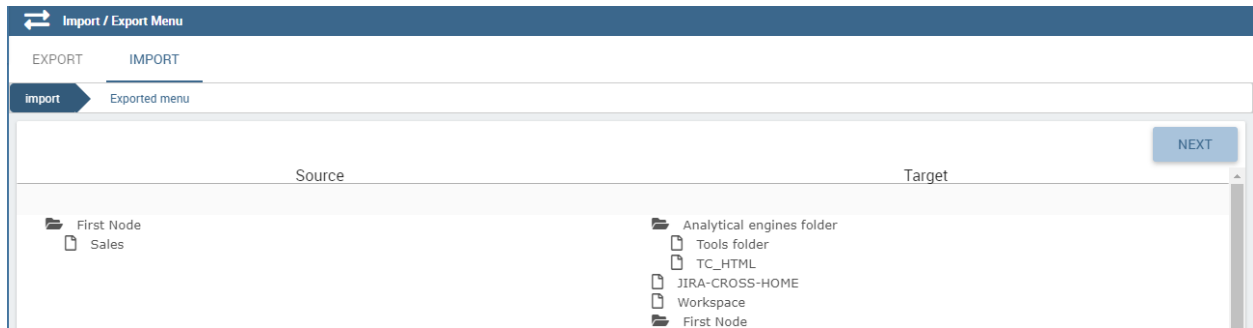 Import / Export Menu
EXPORT IMPORT
import Exported menu
NEXT
Source Target
First Node Analytical engines folder
Sales Tools folder
TC_HTML
JIRA-CROSS-HOME
Workspace
First Node